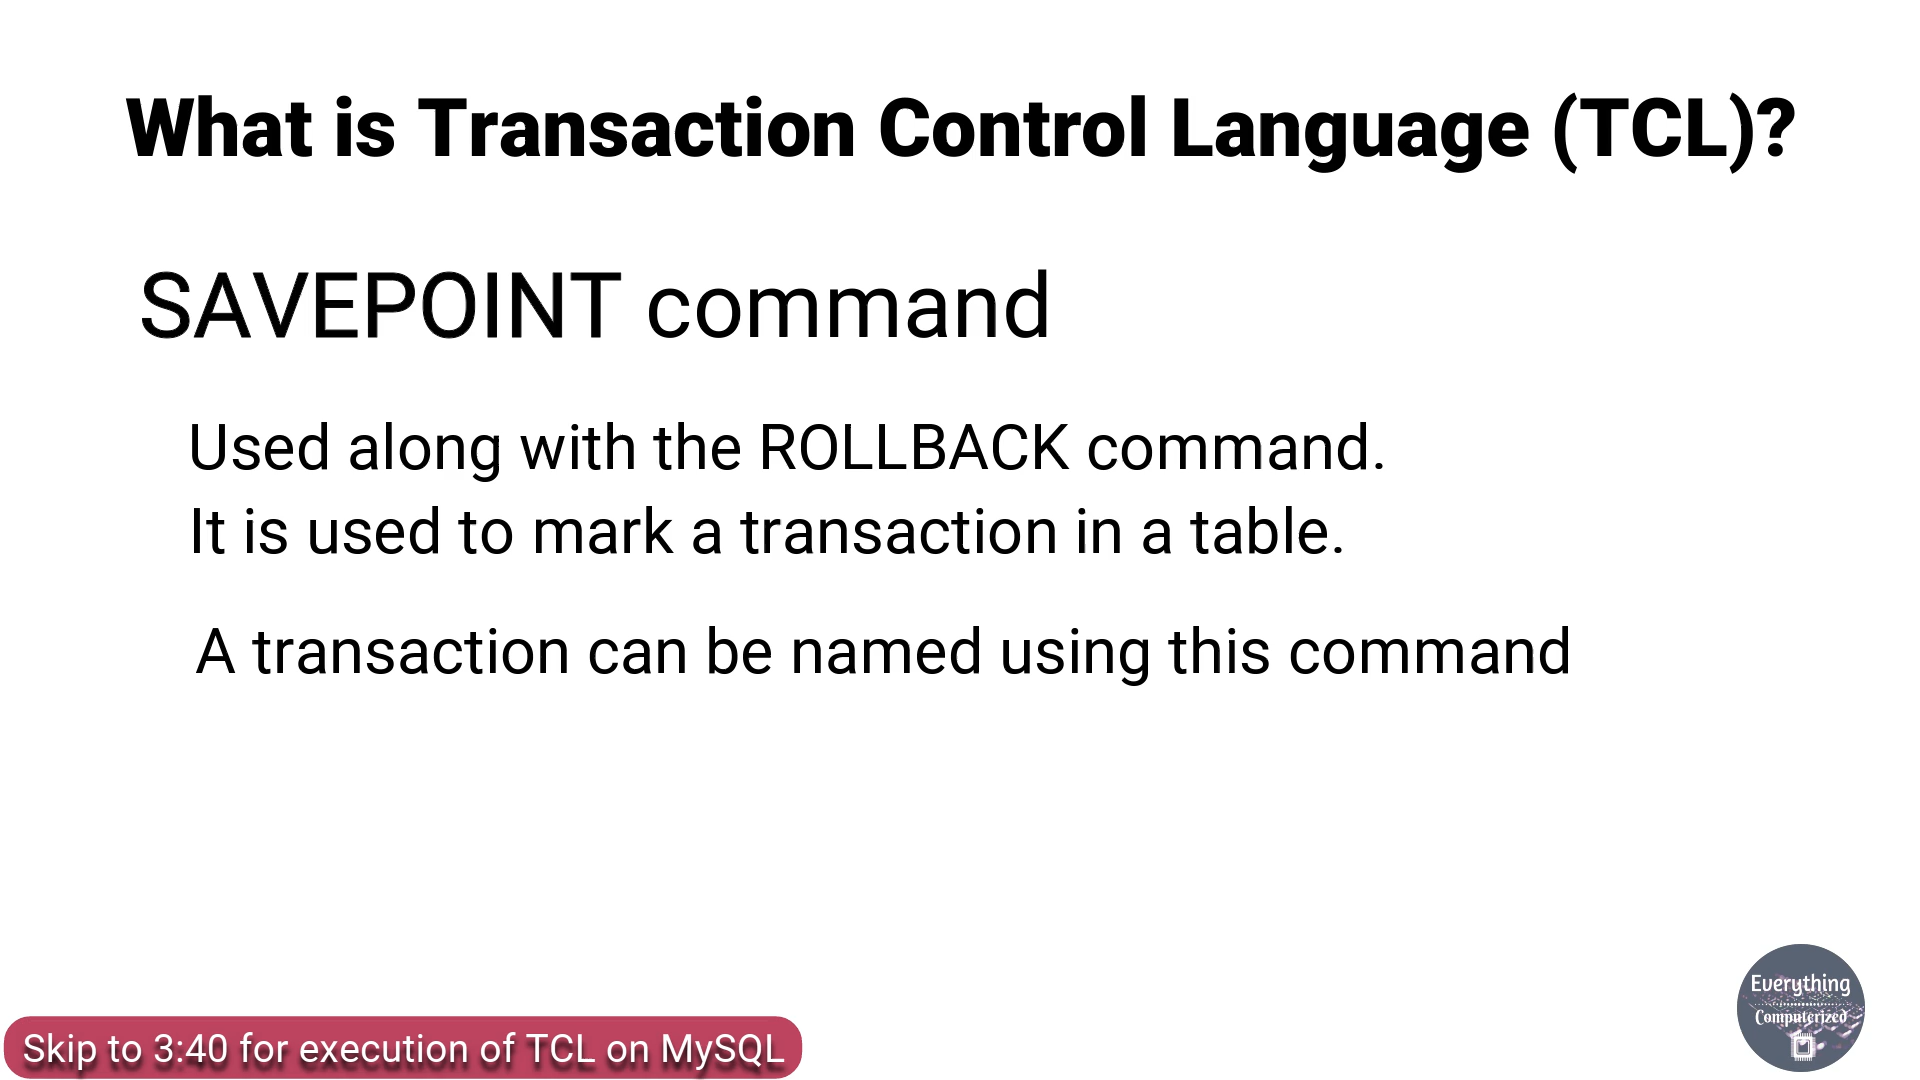 What is Transaction Control Language (TCL)?
SAVEPOINT command
Used along with the ROLLBACK command.
It is used to mark a transaction in a table.
A transaction can be named using this command
Everything
Computerized
Skip to 3:40 for execution of TCL on MySQL